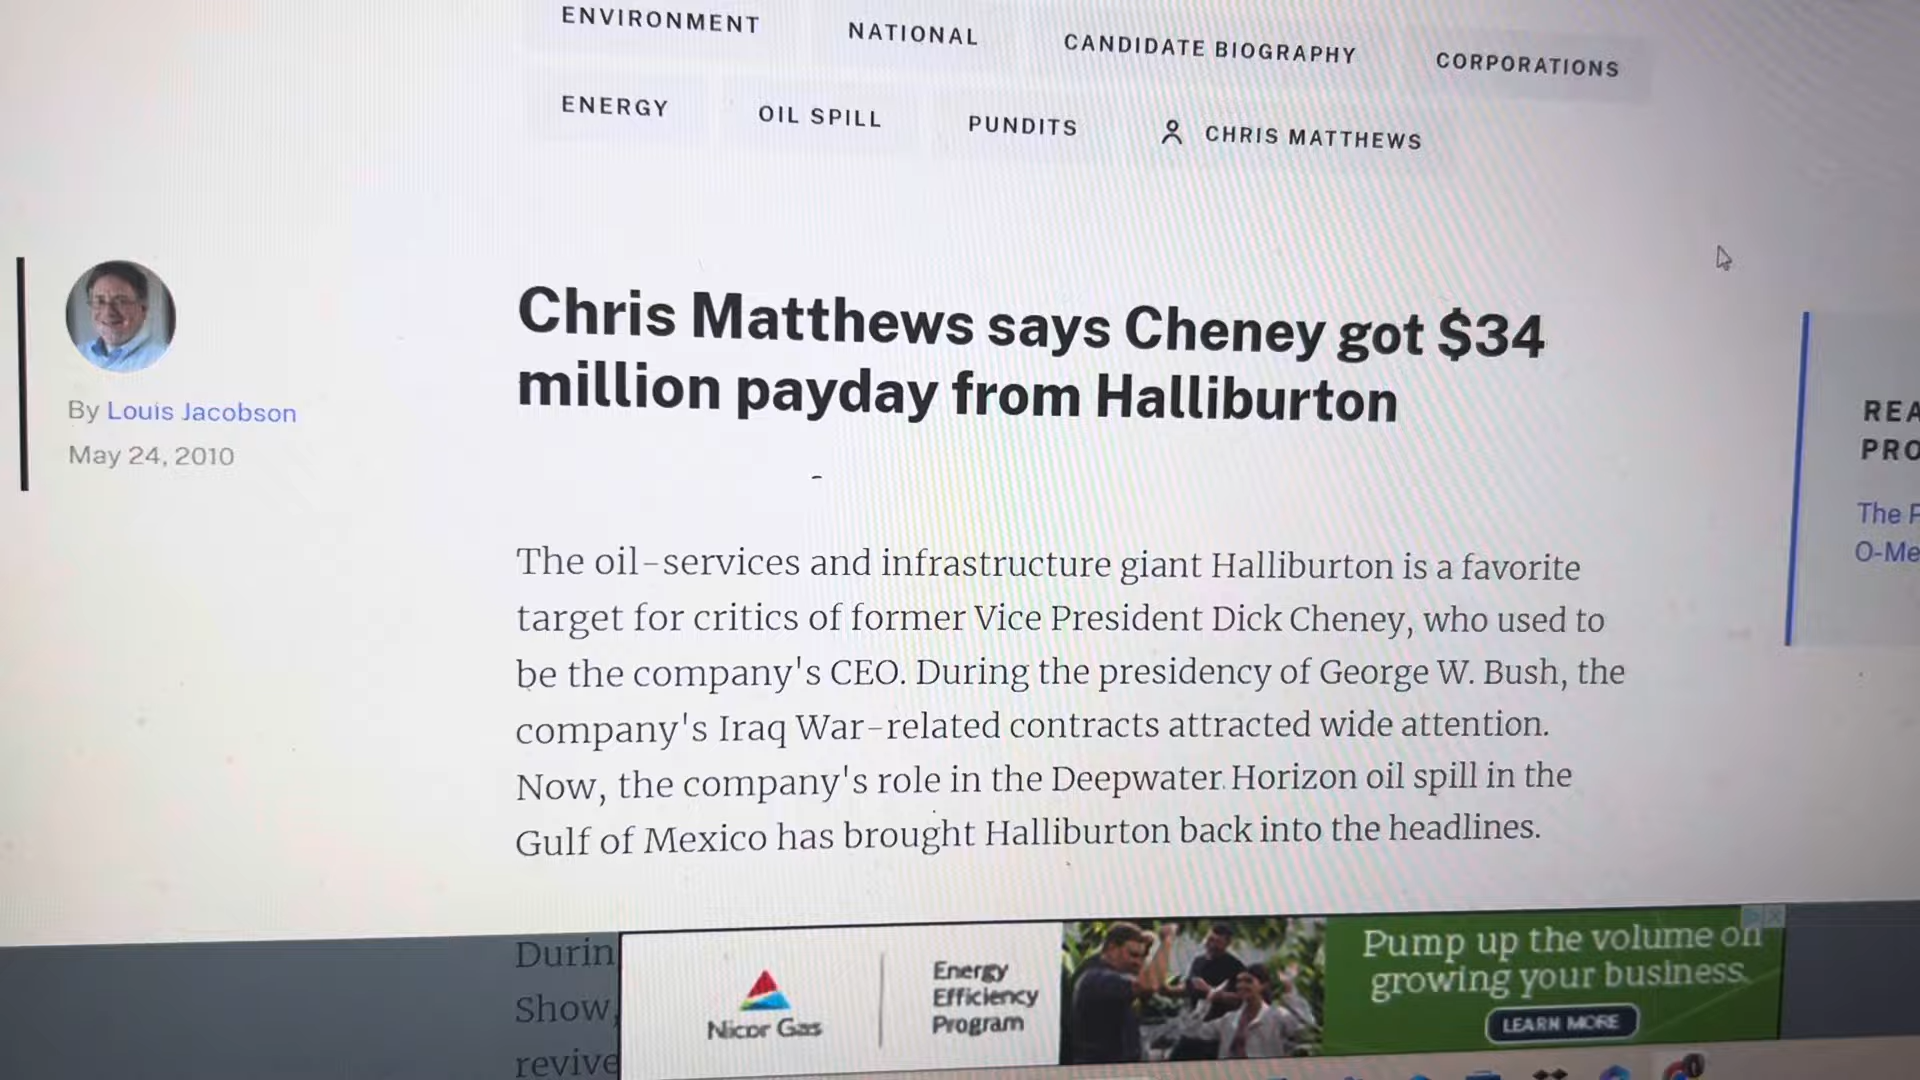 ENVIRONMENT
NATIONAL
CANDIDATE BIOGRAPHY
CORPORATIONS
ENERGY
OIL SPILL
PUNDITS
CHRIS MATTHEWS
By Louis Jacobson
May 24, 2010
Chris Matthews says Cheney got $34
million payday from Halliburton
The oil-services and infrastructure giant Halliburton is a favorite
target for critics of former Vice President Dick Cheney, who used to
be the company's CEO. During the presidency of George W. Bush, the
company's Iraq War-related contracts attracted wide attention.
Now, the company's role in the Deepwater Horizon oil spill in the
Gulf of Mexico has brought Halliburton back into the headlines.
Durin
Show,
revive
REA
PRO
The P
O-Me
Nicor Gas
Energy
Efficiency
Program
Pump up the volume on
growing your business.
LEARN MORE